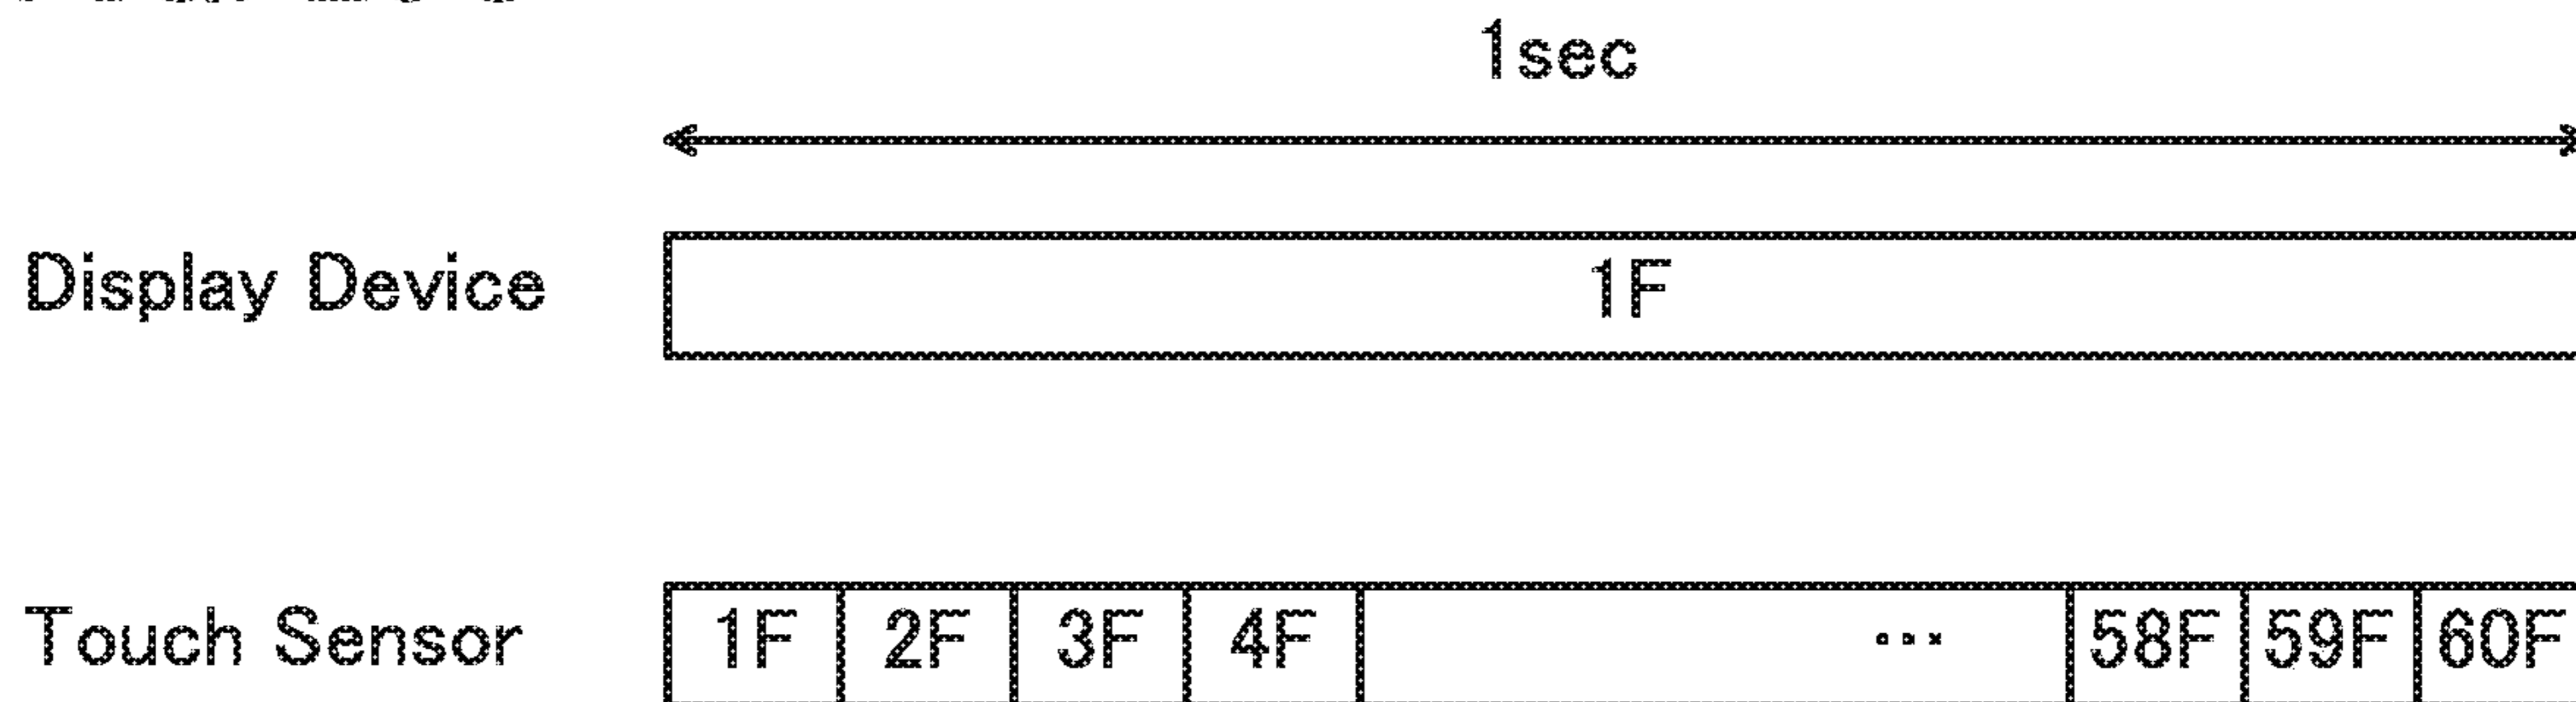 1sec
Display Device 1F
Touch Sensor 1F 2F 3F 4F ... 58F 59F 60F